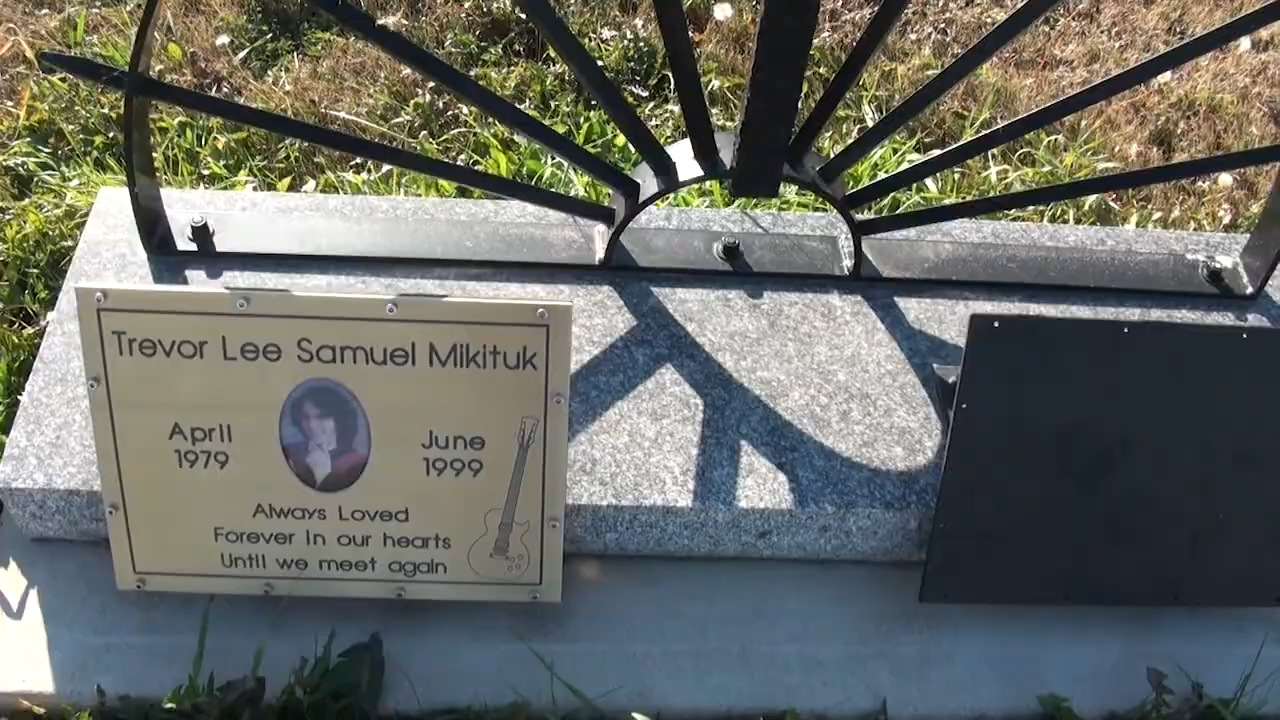 Trevor Lee Samuel Mikituk
April
1979
June
1999
Always Loved
Forever in our hearts
Until we meet again